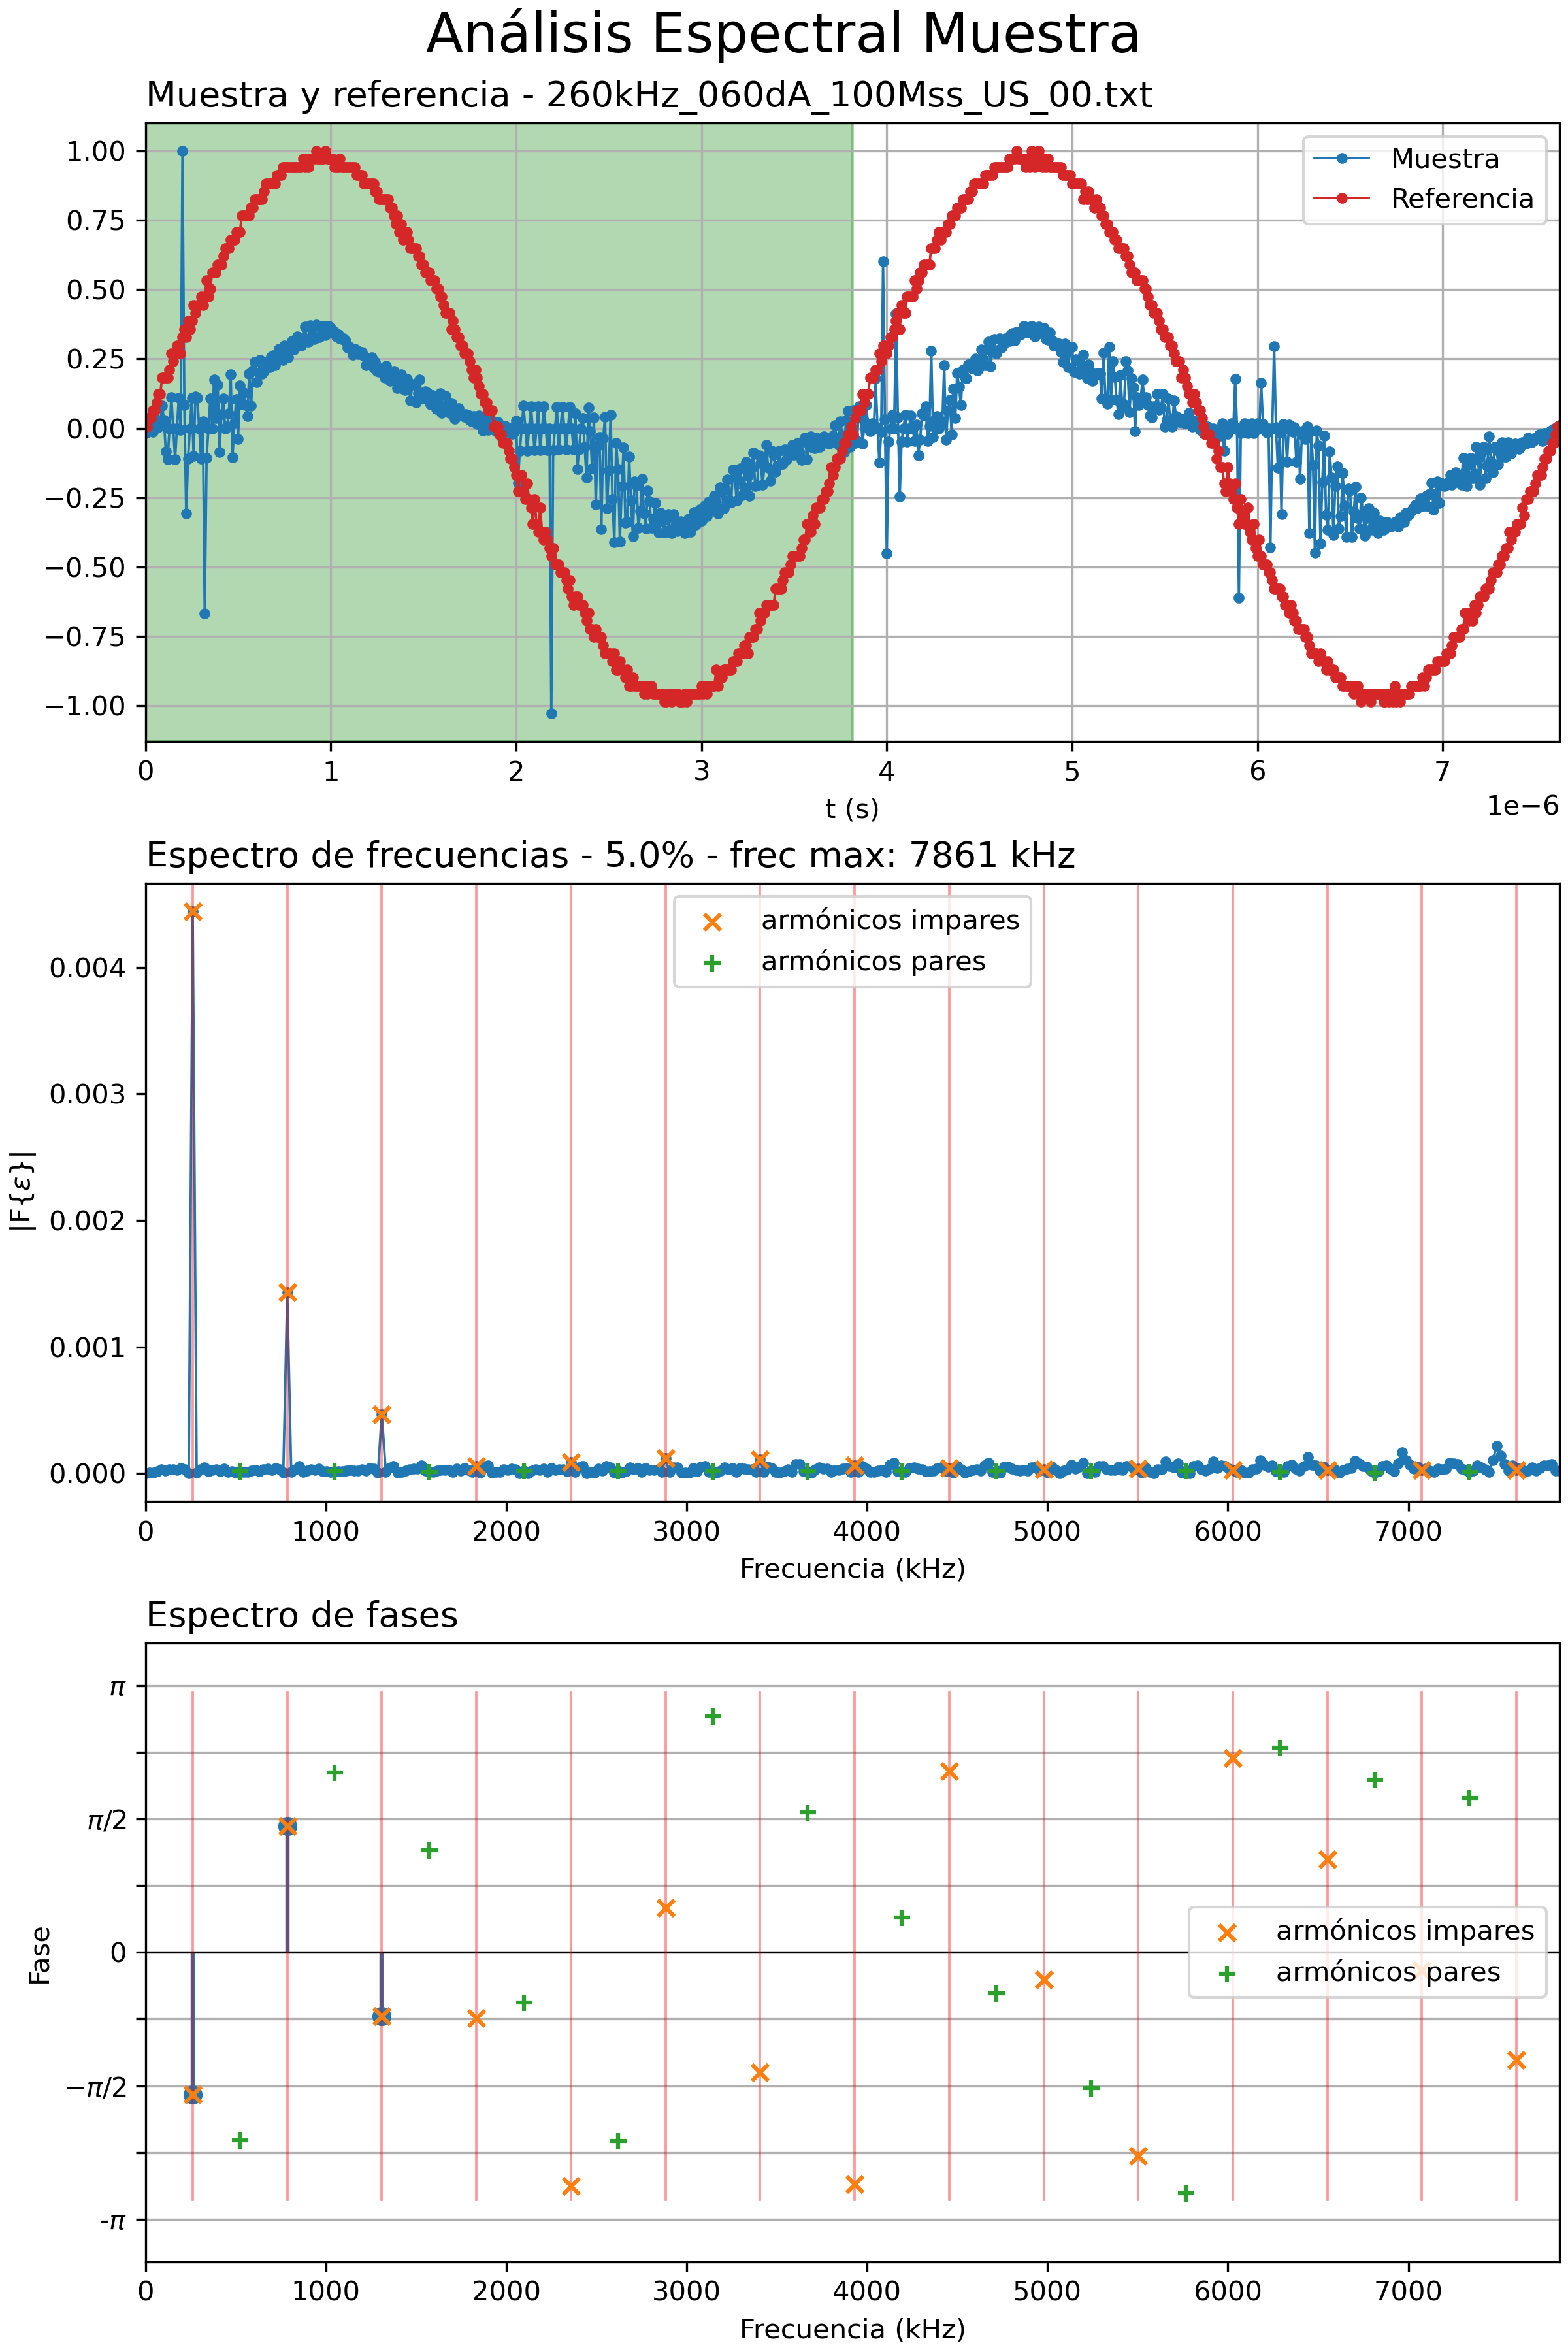 Análisis Espectral Muestra
Muestra y referencia - 260kHz_060dA_100Mss_US_00.txt
1.00
0.75
0.50
0.25
0.00
−0.25
−0.50
−0.75
−1.00
Muestra
Referencia
0 1 2 3 4 5 6 7
t (s)
1e−6
Espectro de frecuencias - 5.0% - frec max: 7861 kHz
armónicos impares
armónicos pares
|F{ε}|
0.004
0.003
0.002
0.001
0.000
0 1000 2000 3000 4000 5000 6000 7000
Frecuencia (kHz)
Espectro de fases
π
π/2
0
−π/2
-π
Fase
armónicos impares
armónicos pares
0 1000 2000 3000 4000 5000 6000 7000
Frecuencia (kHz)